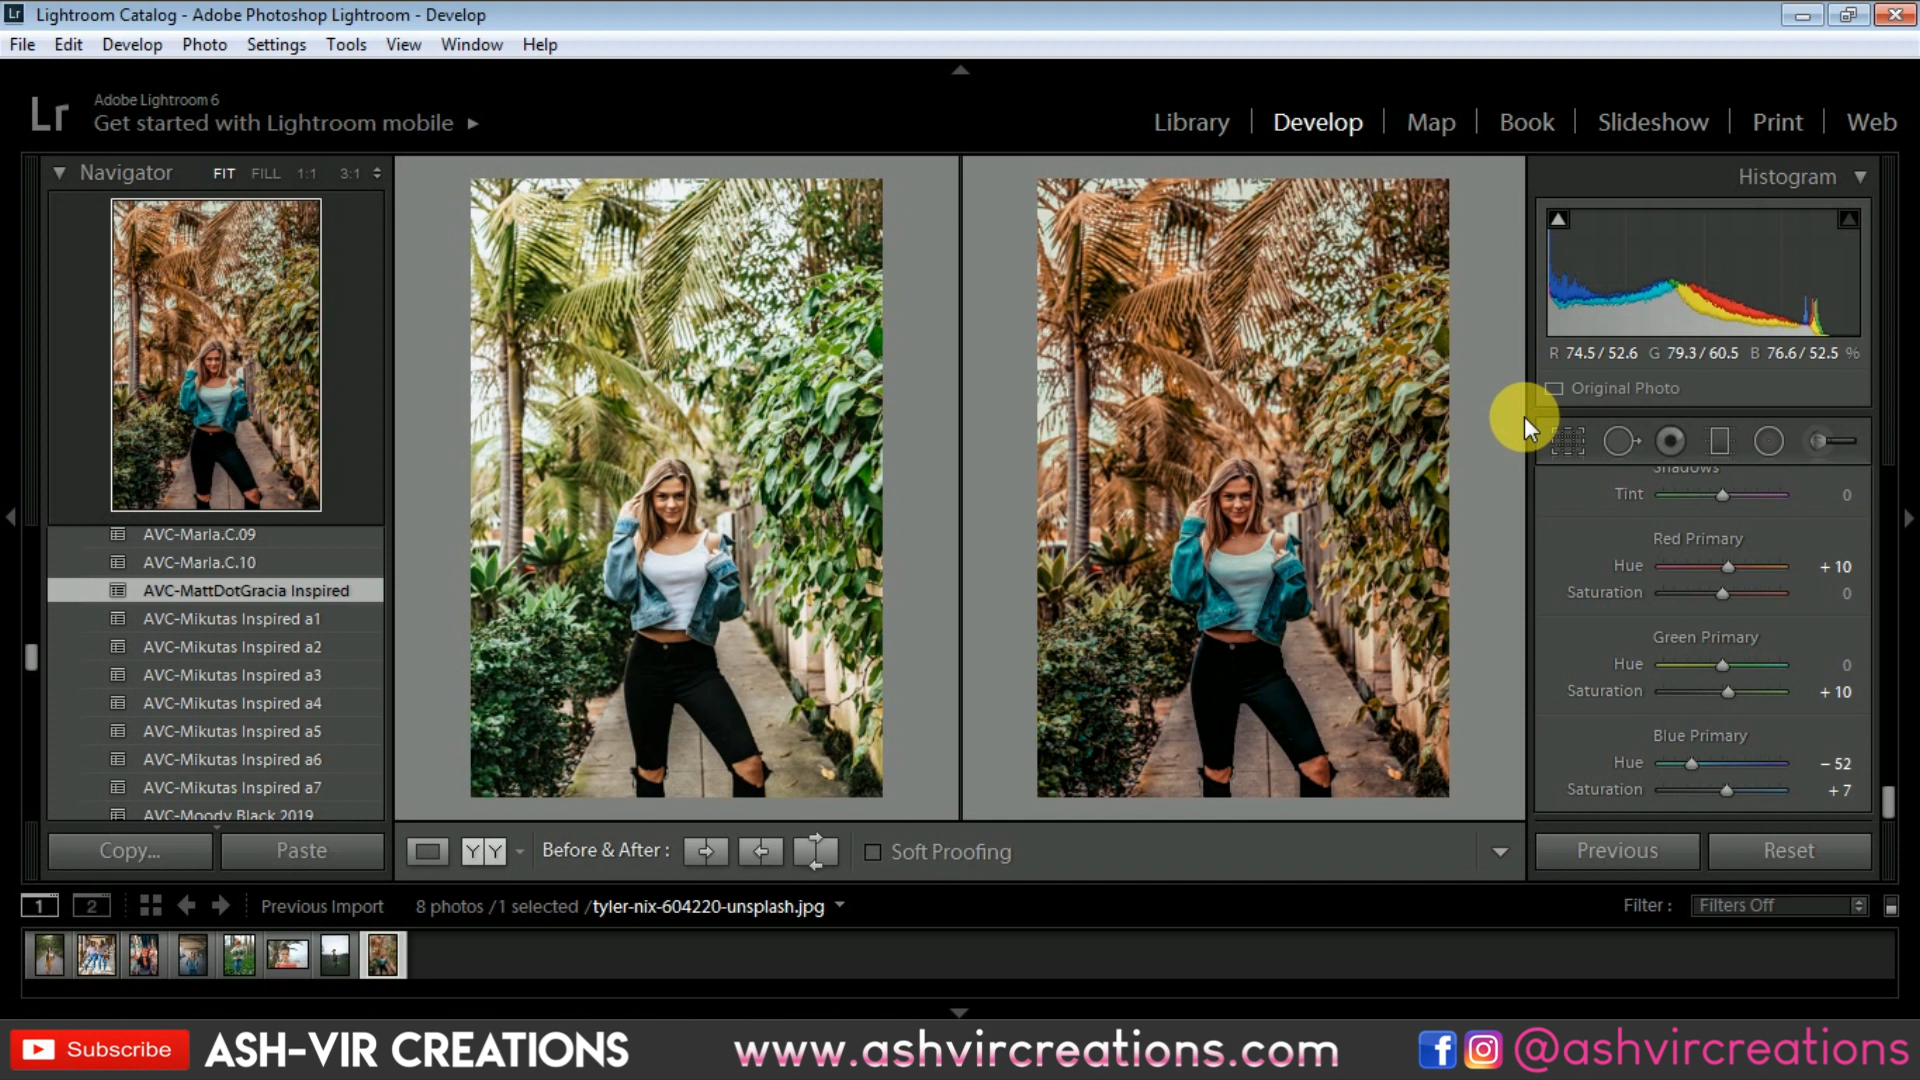 Lr Lightroom Catalog - Adobe Photoshop Lightroom - Develop
File Edit Develop Photo Settings Tools View Window Help
Lr
Adobe Lightroom 6
Get started with Lightroom mobile
Library | Develop | Map | Book | Slideshow | Print | Web
Navigator FIT FILL 1:1 3:1
AVC-Marla.C.09
AVC-Marla.C.10
AVC-MattDotGracia Inspired
AVC-Mikutas Inspired a1
AVC-Mikutas Inspired a2
AVC-Mikutas Inspired a3
AVC-Mikutas Inspired a4
AVC-Mikutas Inspired a5
AVC-Mikutas Inspired a6
AVC-Mikutas Inspired a7
AVC-Moody Black 2019
Copy... Paste
YY Before & After : Soft Proofing
Histogram
R 74.5 / 52.6 G 79.3 / 60.5 B 76.6 / 52.5 %
Original Photo
Shadows
Tint 0
Red Primary
Hue + 10
Saturation 0
Green Primary
Hue 0
Saturation + 10
Blue Primary
Hue - 52
Saturation + 7
Previous Reset
1 2 Previous Import 8 photos / 1 selected / tyler-nix-604220-unsplash.jpg Filter : Filters Off
Subscribe ASH-VIR CREATIONS www.ashvircreations.com @ashvircreations